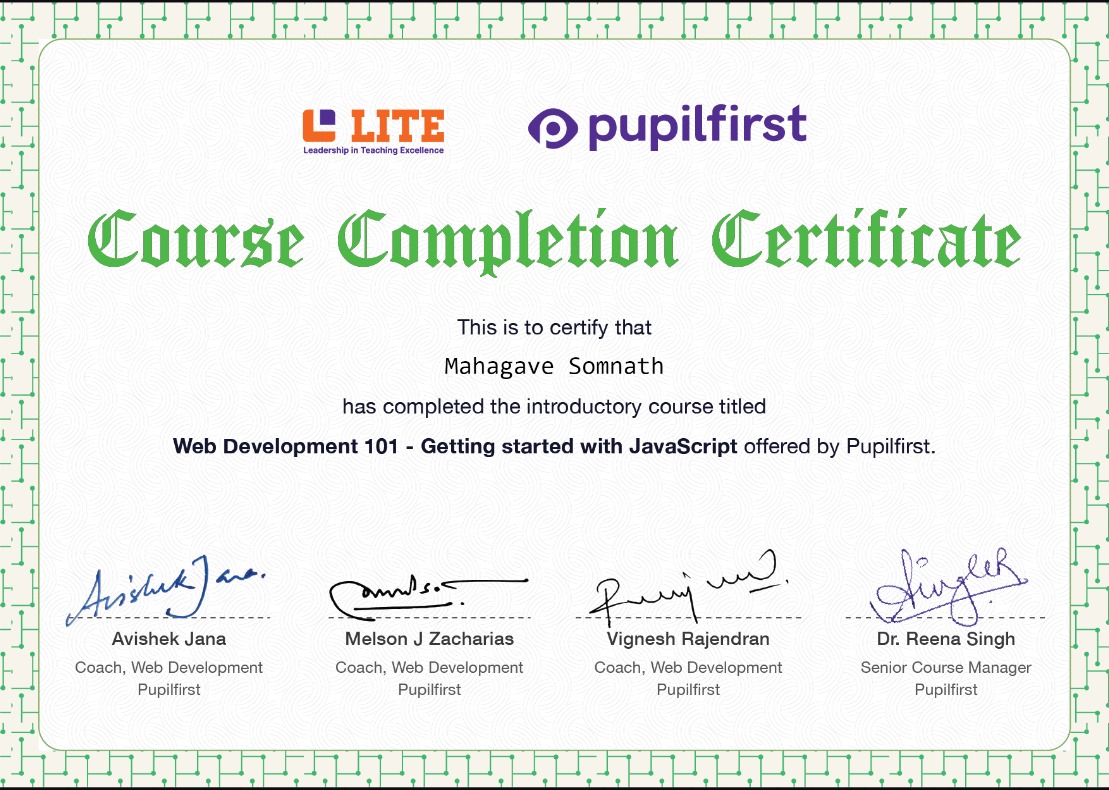 LITE
Leadership in Teaching Excellence
pupilfirst
Course Completion Certificate
This is to certify that
Mahagave Somnath
has completed the introductory course titled
Web Development 101 - Getting started with JavaScript offered by Pupilfirst.
Avishek Jana.
Avishek Jana
Coach, Web Development
Pupilfirst
Melson J Zacharias
Coach, Web Development
Pupilfirst
Vignesh Rajendran
Coach, Web Development
Pupilfirst
Dr. Reena Singh
Senior Course Manager
Pupilfirst